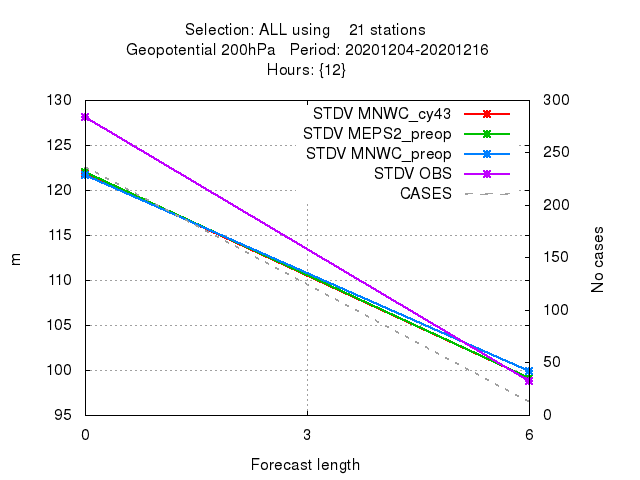 Selection: ALL using    21 stations
Geopotential 200hPa   Period: 20201204-20201216
Hours: {12}
130
125
120
115
110
105
100
95
m
300
250
200
150
100
50
0
No cases
STDV MNWC_cy43
STDV MEPS2_preop
STDV MNWC_preop
STDV OBS
CASES
0
3
6
Forecast length